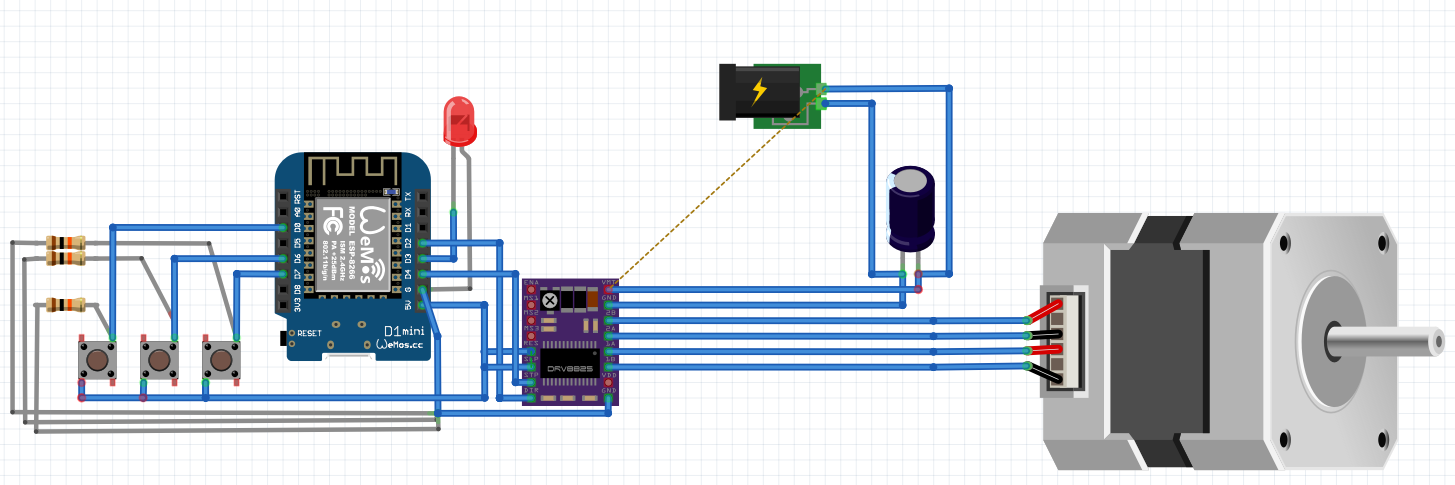 RST
A0
D0
D5
D6
D7
D8
3V3
TX
RX
D1
D2
D3
D4
G
5V
WeMos
MODEL ESP-8266
ISM 2.4GHz
PA +25dBm
802.11b/g/n
FC
RESET
D1mini
WeMos.cc
ENA
MS1
MS2
MS3
RES
SLP
STP
DIR
VMT
GND
2B
2A
1A
1B
VDD
GND
DRV8825